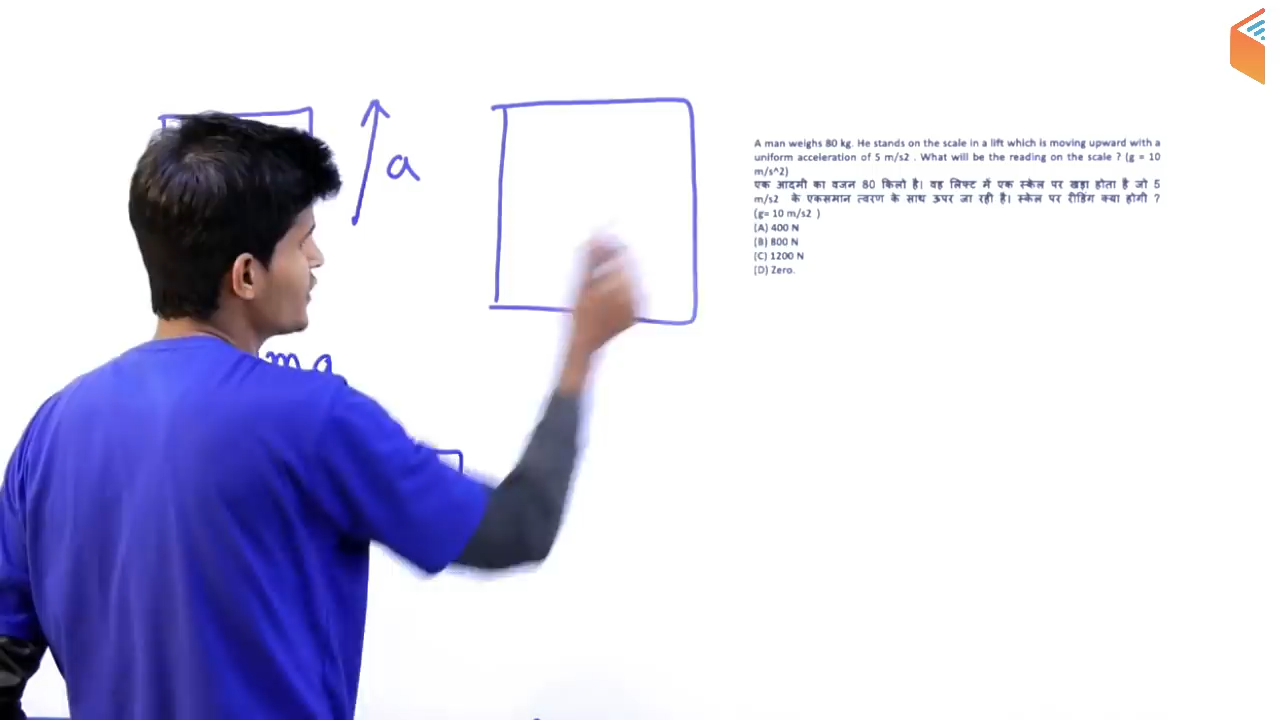 a
A man weighs 80 kg. He stands on the scale in a lift which is moving upward with a
uniform acceleration of 5 m/s2 . What will be the reading on the scale ? (g = 10
m/s^2)
एक आदमी का वजन 80 किलो है। वह लिफ्ट में एक स्केल पर खड़ा होता है जो 5
m/s2 के एकसमान त्वरण के साथ ऊपर जा रही है। स्केल पर रीडिंग क्या होगी ?
(g= 10 m/s2 )
(A) 400 N
(B) 800 N
(C) 1200 N
(D) Zero.